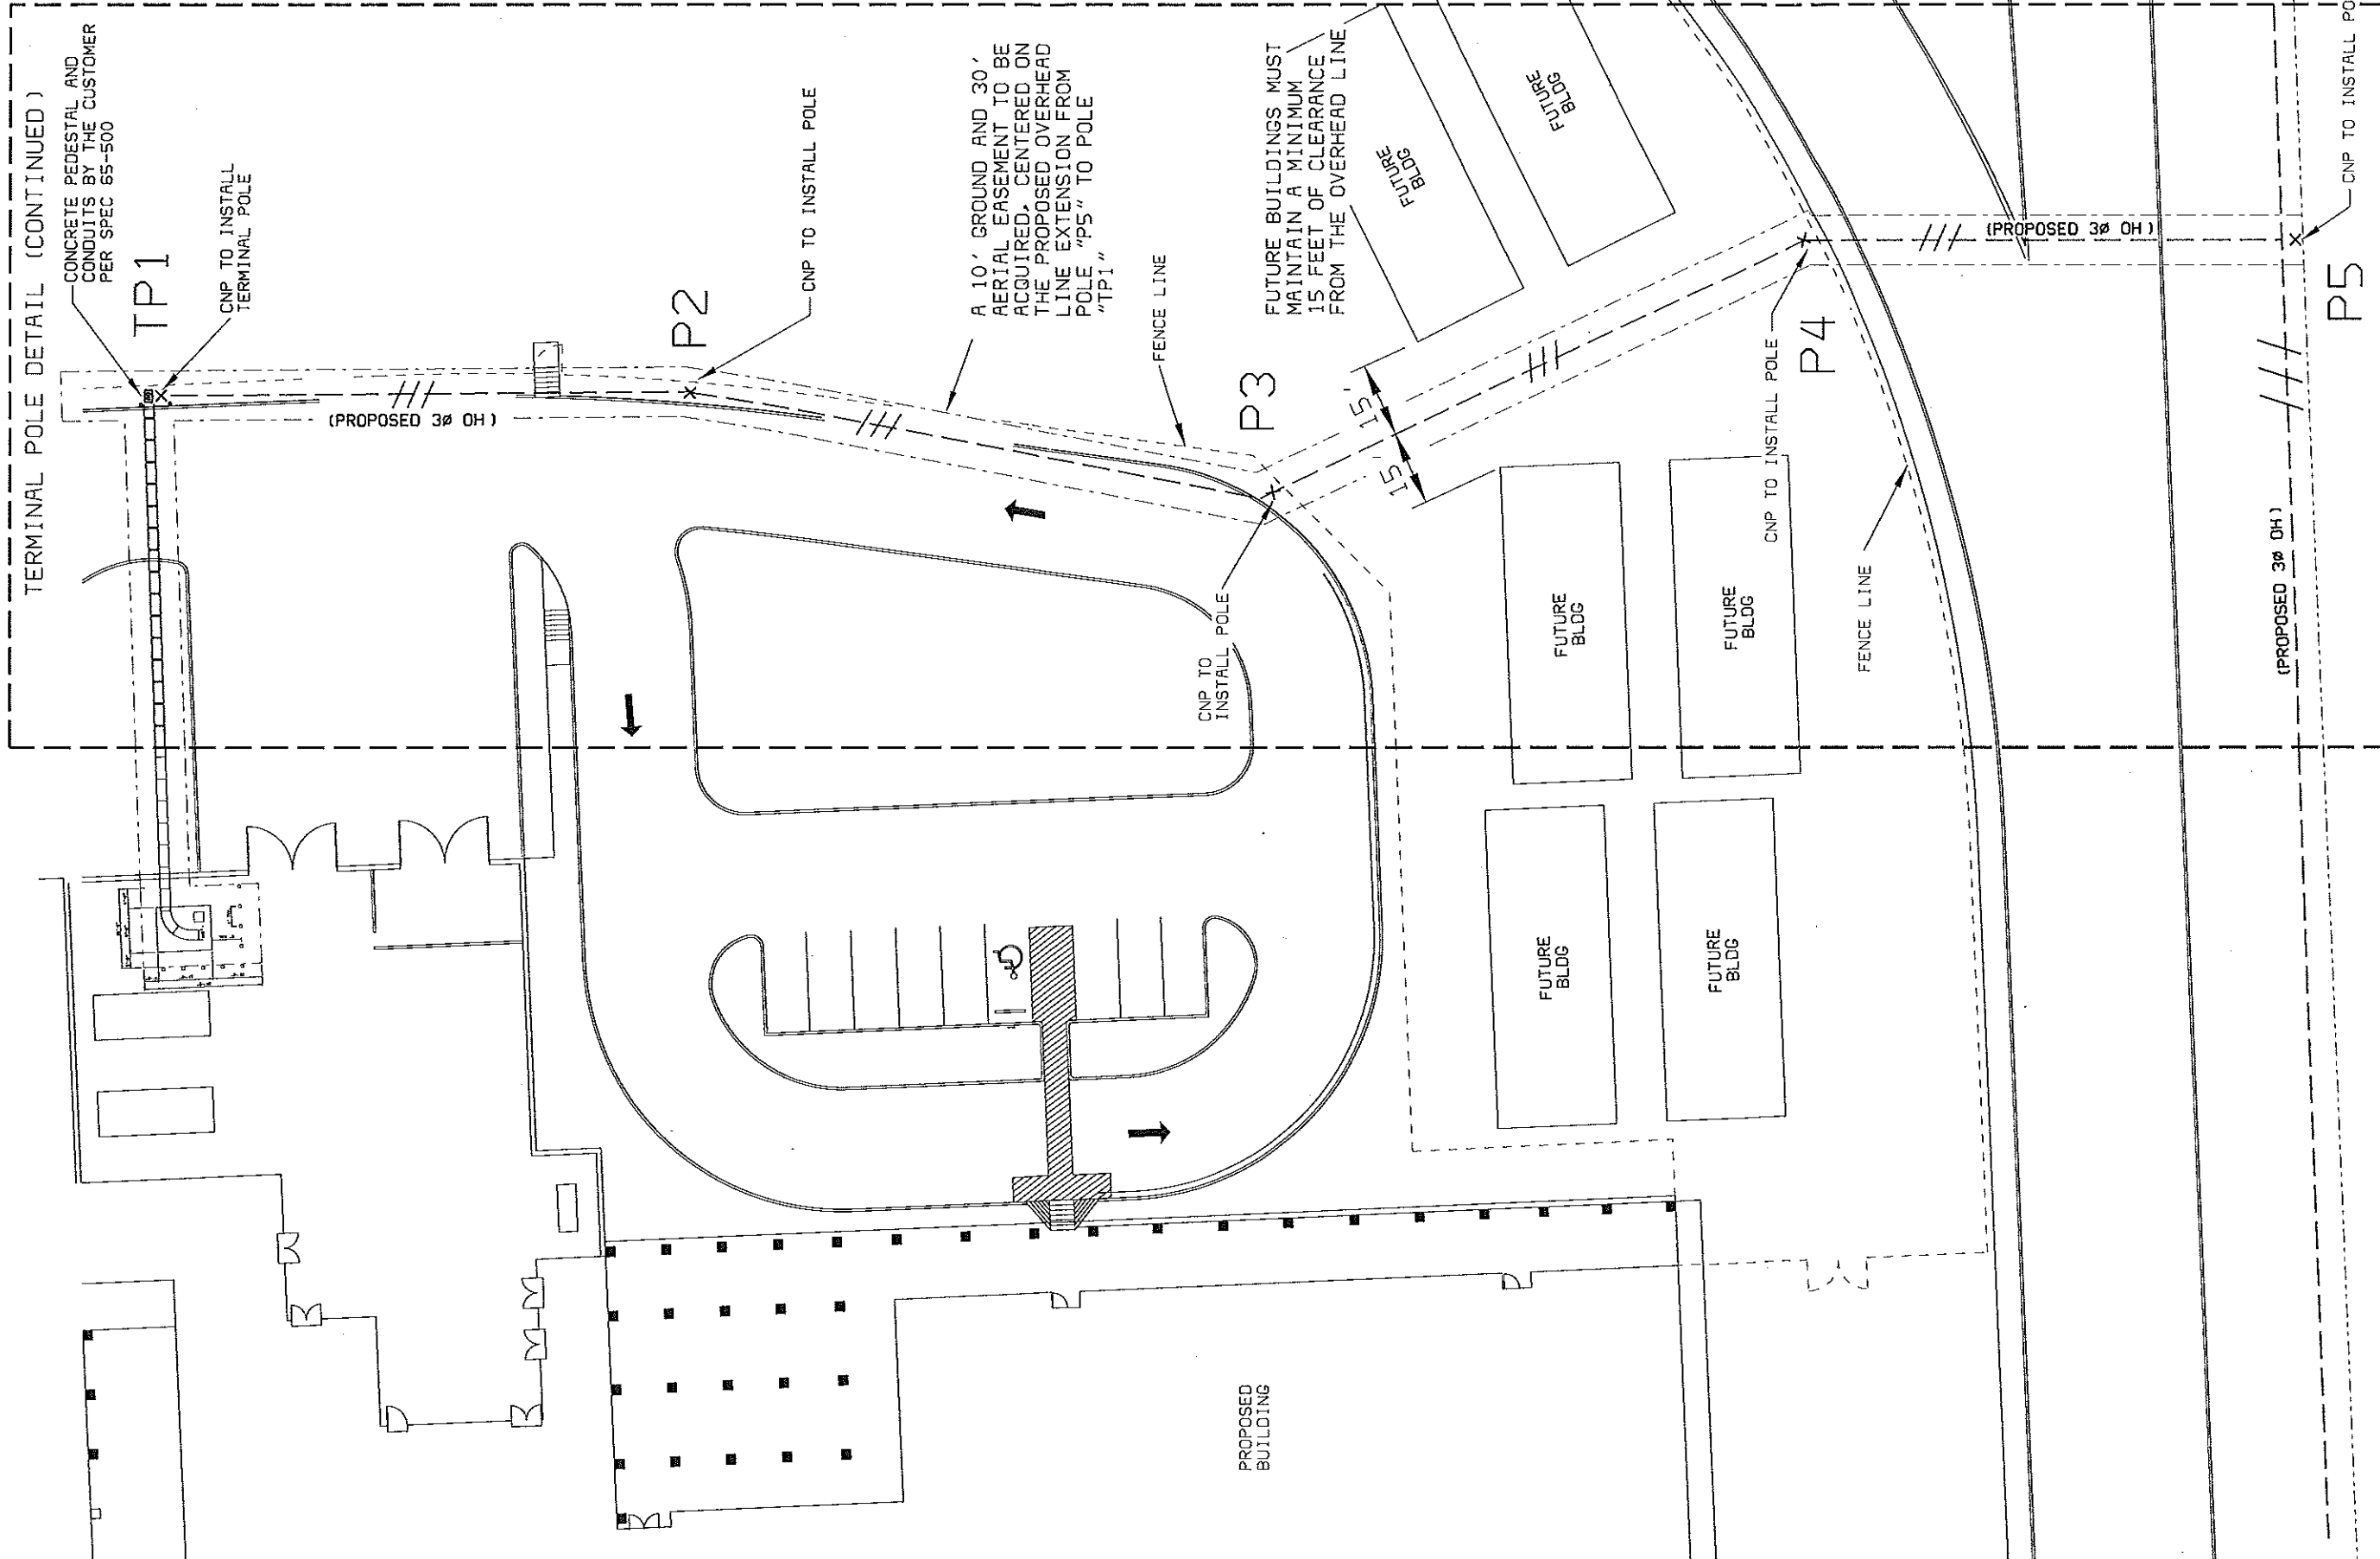 TERMINAL POLE DETAIL (CONTINUED)
CONCRETE PEDESTAL AND
CONDUITS BY THE CUSTOMER
PER SPEC 65-500
TP1
CNP TO INSTALL
TERMINAL POLE
(PROPOSED 3Ø OH)
P2
CNP TO INSTALL POLE
A 10' GROUND AND 30'
AERIAL EASEMENT TO BE
ACQUIRED, CENTERED ON
THE PROPOSED OVERHEAD
LINE EXTENSION FROM
POLE "P5" TO POLE
"TP1"
FENCE LINE
P3
CNP TO
INSTALL POLE
FUTURE BUILDINGS MUST
MAINTAIN A MINIMUM
15 FEET OF CLEARANCE
FROM THE OVERHEAD LINE
15'
15'
FUTURE
BLDG
FUTURE
BLDG
CNP TO INSTALL POLE
P4
FUTURE
BLDG
FUTURE
BLDG
FUTURE
BLDG
FUTURE
BLDG
FENCE LINE
(PROPOSED 3Ø OH)
(PROPOSED 3Ø OH)
P5
CNP TO INSTALL PO
PROPOSED
BUILDING